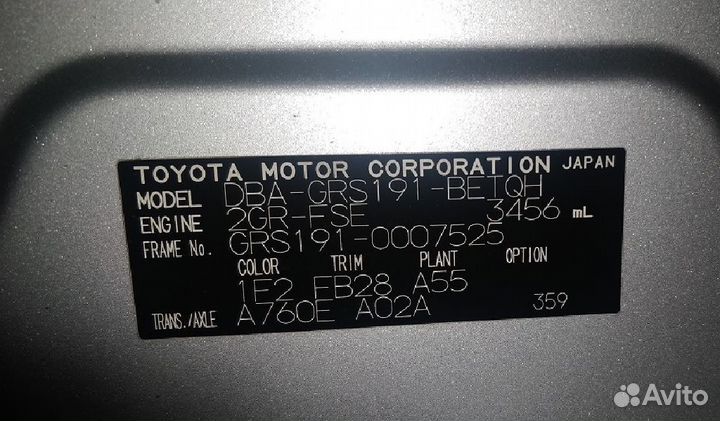 TOYOTA MOTOR CORPORATION JAPAN
MODEL DBA-GRS191-BETQH
ENGINE 2GR-FSE 3456 mL
FRAME No. GRS191-0007525
COLOR TRIM PLANT OPTION
1E2 FB28 A55
TRANS./AXLE A760E A02A 359
Avito